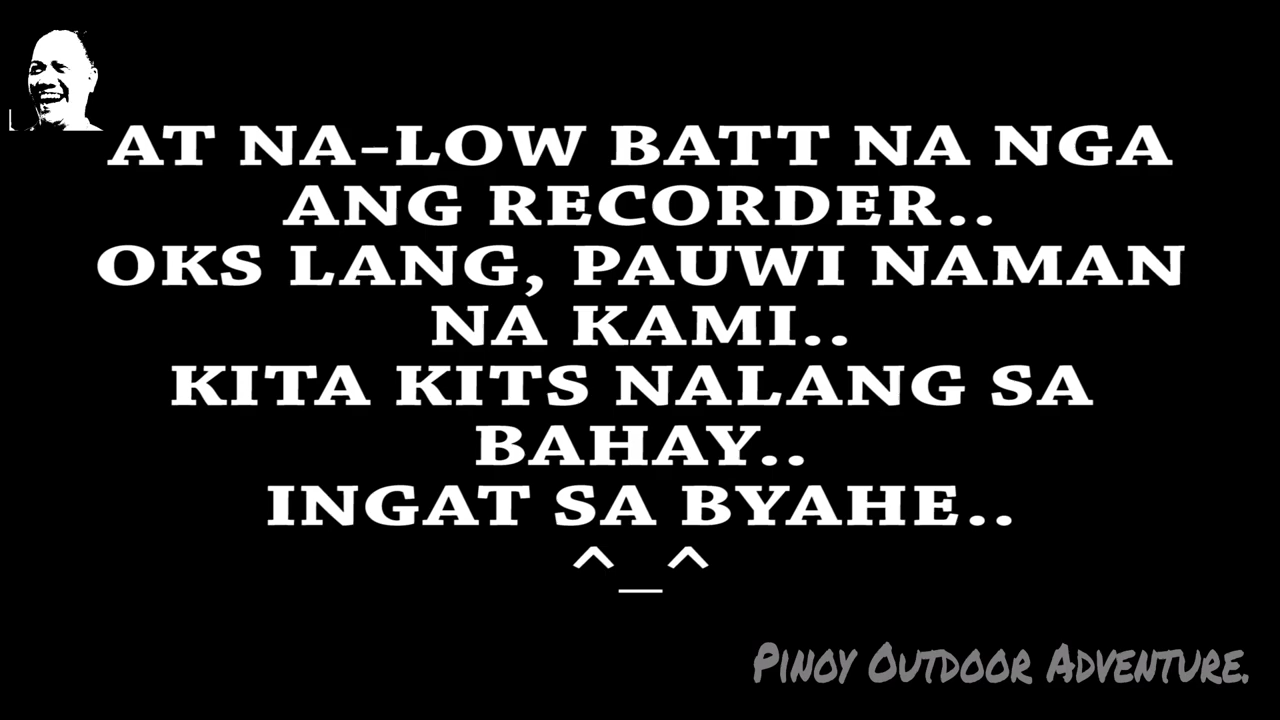 AT NA-LOW BATT NA NGA
ANG RECORDER..
OKS LANG, PAUWI NAMAN
NA KAMI..
KITA KITS NALANG SA
BAHAY..
INGAT SA BYAHE..
^_^
PINOY OUTDOOR ADVENTURE.